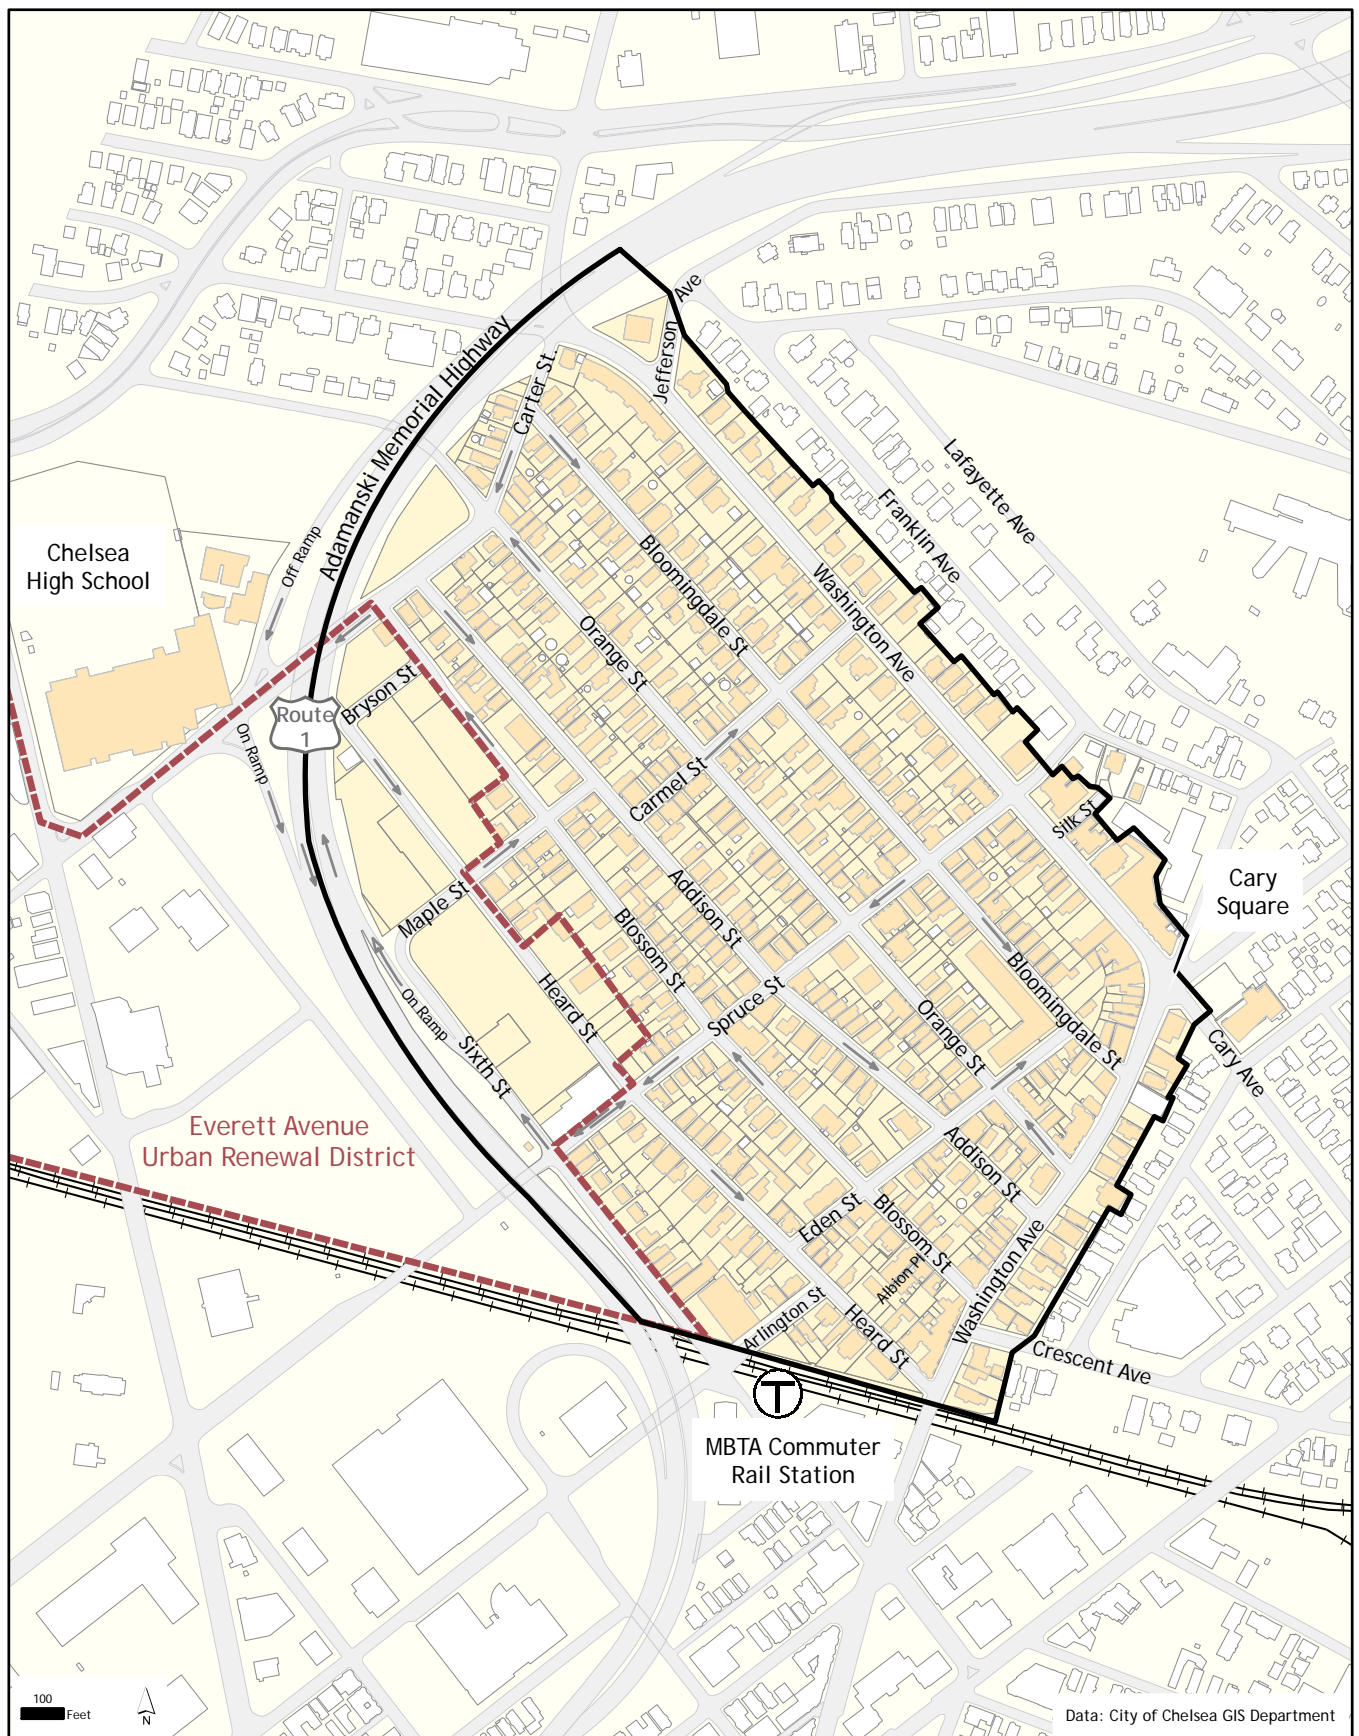 Ave
Jefferson
Adamanski Memorial Highway
Carter St.
Lafayette Ave
Franklin Ave
Chelsea
High School
Off Ramp
Bloomingdale St
Washington Ave
Orange St
Bryson St
Route
1
On Ramp
Carmel St
Silk St
Cary
Square
Maple St
Addison St
Blossom St
Bloomingdale St
Heard St
Spruce St
On Ramp
Sixth St
Orange St
Cary Ave
Everett Avenue
Urban Renewal District
Addison St
Eden St
Blossom St
Albion Pl
Washington Ave
Arlington St
Heard St
Crescent Ave
T
MBTA Commuter
Rail Station
100
Feet
N
Data: City of Chelsea GIS Department